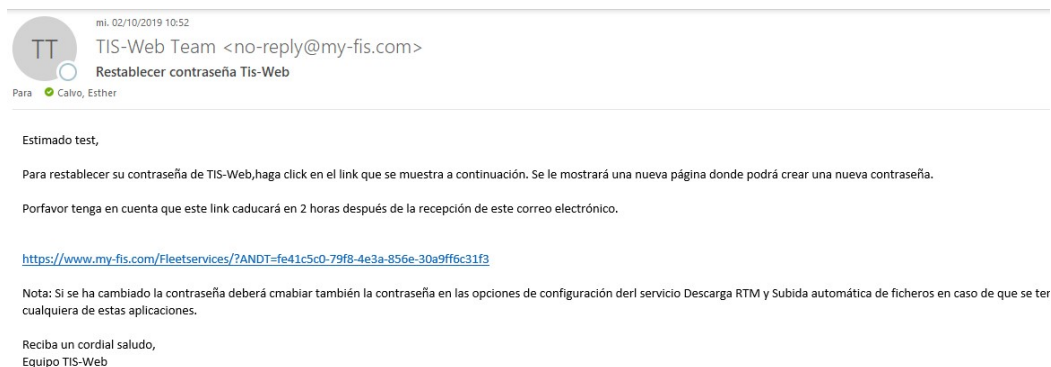 mi. 02/10/2019 10:52
TT
TIS-Web Team <no-reply@my-fis.com>
Restablecer contraseña Tis-Web
Para Calvo, Esther
Estimado test,
Para restablecer su contraseña de TIS-Web,haga click en el link que se muestra a continuación. Se le mostrará una nueva página donde podrá crear una nueva contraseña.
Porfavor tenga en cuenta que este link caducará en 2 horas después de la recepción de este correo electrónico.
https://www.my-fis.com/Fleetservices/?ANDT=fe41c5c0-79f8-4e3a-856e-30a9ff6c31f3
Nota: Si se ha cambiado la contraseña deberá cmabiar también la contraseña en las opciones de configuración derl servicio Descarga RTM y Subida automática de ficheros en caso de que se ter
cualquiera de estas aplicaciones.
Reciba un cordial saludo,
Equipo TIS-Web